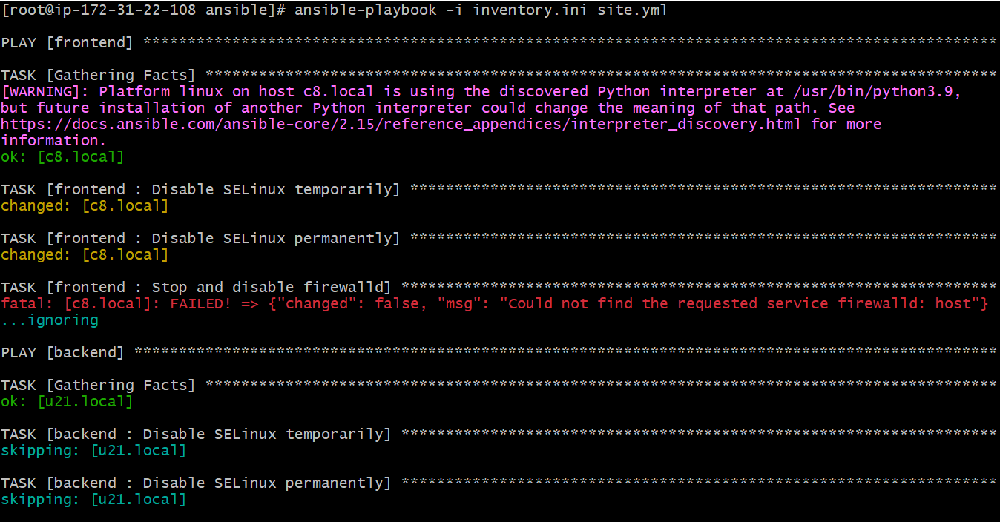 [root@ip-172-31-22-108 ansible]# ansible-playbook -i inventory.ini site.yml
PLAY [frontend] ************************************************************************************************
TASK [Gathering Facts] *****************************************************************************************
[WARNING]: Platform linux on host c8.local is using the discovered Python interpreter at /usr/bin/python3.9,
but future installation of another Python interpreter could change the meaning of that path. See
https://docs.ansible.com/ansible-core/2.15/reference_appendices/interpreter_discovery.html for more
information.
ok: [c8.local]
TASK [frontend : Disable SELinux temporarily] ******************************************************************
changed: [c8.local]
TASK [frontend : Disable SELinux permanently] ******************************************************************
changed: [c8.local]
TASK [frontend : Stop and disable firewalld] *******************************************************************
fatal: [c8.local]: FAILED! => {"changed": false, "msg": "Could not find the requested service firewalld: host"}
...ignoring
PLAY [backend] *************************************************************************************************
TASK [Gathering Facts] *****************************************************************************************
ok: [u21.local]
TASK [backend : Disable SELinux temporarily] *******************************************************************
skipping: [u21.local]
TASK [backend : Disable SELinux permanently] *******************************************************************
skipping: [u21.local]